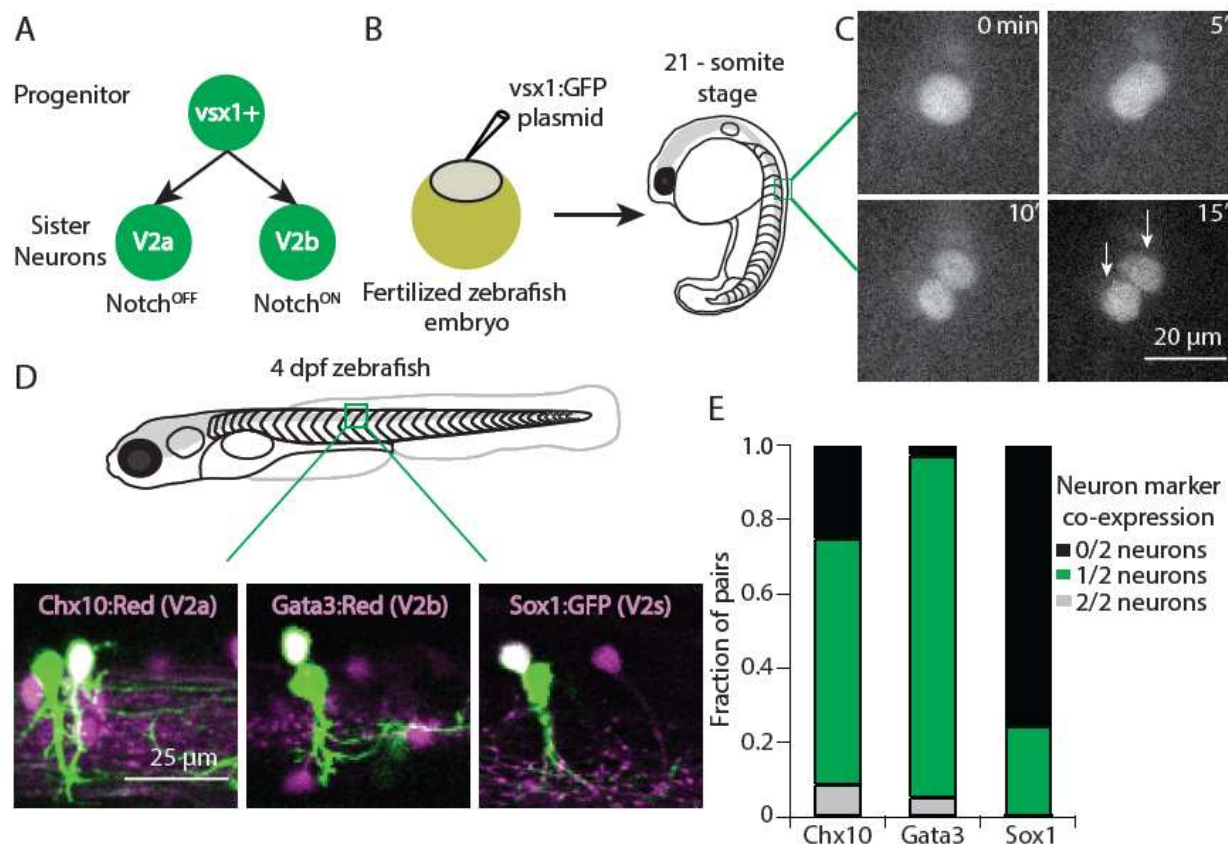 A
Progenitor
vsx1+
Sister
Neurons
V2a
V2b
Notch^OFF
Notch^ON
B
vsx1:GFP
plasmid
Fertilized zebrafish
embryo
21 - somite
stage
C
0 min
5'
10'
15'
20 µm
D
4 dpf zebrafish
Chx10:Red (V2a)
Gata3:Red (V2b)
Sox1:GFP (V2s)
25 µm
E
Fraction of pairs
1.0
0.8
0.6
0.4
0.2
0
Chx10
Gata3
Sox1
Neuron marker
co-expression
0/2 neurons
1/2 neurons
2/2 neurons